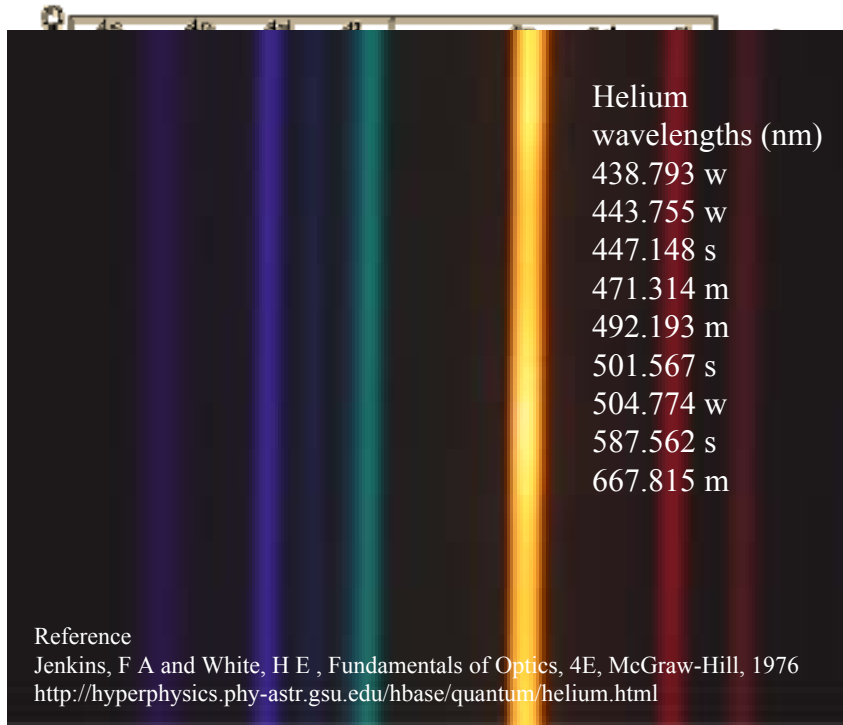 Helium
wavelengths (nm)
438.793 w
443.755 w
447.148 s
471.314 m
492.193 m
501.567 s
504.774 w
587.562 s
667.815 m
Reference
Jenkins, F A and White, H E , Fundamentals of Optics, 4E, McGraw-Hill, 1976
http://hyperphysics.phy-astr.gsu.edu/hbase/quantum/helium.html